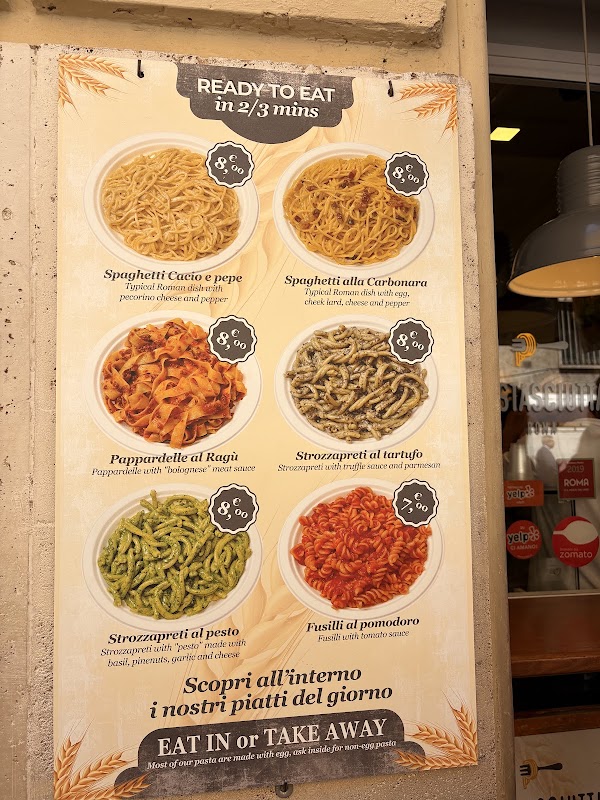 READY TO EAT
in 2/3 mins
8,€00
8,€00
Spaghetti Cacio e pepe
Typical Roman dish with
pecorino cheese and pepper
Spaghetti alla Carbonara
Typical Roman dish with egg,
cheek lard, cheese and pepper
8,€00
8,€00
Pappardelle al Ragù
Pappardelle with "bolognese" meat sauce
Strozzapreti al tartufo
Strozzapreti with truffle sauce and parmesan
8,€00
7,€00
Strozzapreti al pesto
Strozzapreti with "pesto" made with
basil, pinenuts, garlic and cheese
Fusilli al pomodoro
Fusilli with tomato sauce
Scopri all'interno
i nostri piatti del giorno
EAT IN or TAKE AWAY
Most of our pasta are made with egg, ask inside for non-egg pasta
2019
ROMA
yelp
yelp
zomato